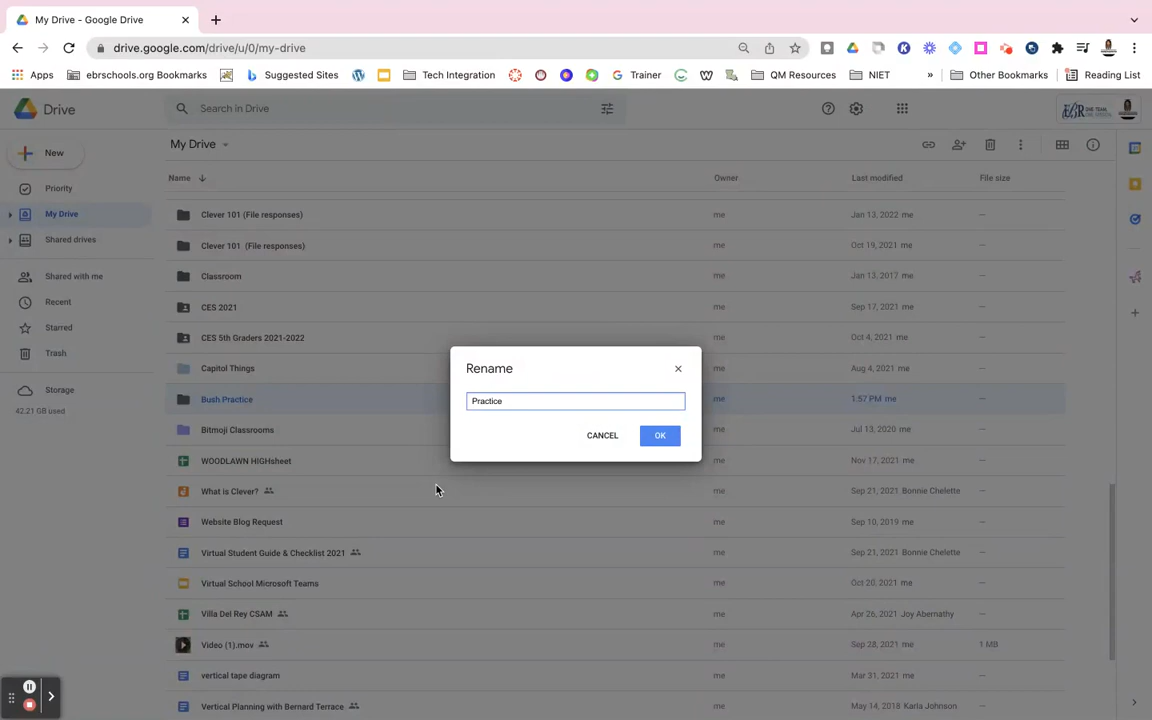 My Drive - Google Drive
drive.google.com/drive/u/0/my-drive
Apps
ebrschools.org Bookmarks
Suggested Sites
Tech Integration
Trainer
QM Resources
NIET
»
Other Bookmarks
Reading List
Drive
Search in Drive
New
My Drive
Name
Owner
Last modified
File size
Priority
My Drive
Shared drives
Shared with me
Recent
Starred
Trash
Storage
42.21 GB used
Clever 101 (File responses) me Jan 13, 2022 me —
Clever 101 (File responses) me Oct 19, 2021 me —
Classroom me Jan 13, 2017 me —
CES 2021 me Sep 17, 2021 me —
CES 5th Graders 2021-2022 me Oct 4, 2021 me —
Capitol Things me Aug 4, 2021 me —
Bush Practice me 1:57 PM me —
Bitmoji Classrooms me Jul 13, 2020 me —
WOODLAWN HIGHsheet me Nov 17, 2021 me —
What is Clever? me Sep 21, 2021 Bonnie Chelette —
Website Blog Request me Sep 10, 2019 me —
Virtual Student Guide & Checklist 2021 me Sep 21, 2021 Bonnie Chelette —
Virtual School Microsoft Teams me Oct 20, 2021 me —
Villa Del Rey CSAM me Apr 26, 2021 Joy Abernathy —
Video (1).mov me Sep 28, 2021 me 1 MB
vertical tape diagram me Mar 31, 2021 me —
Vertical Planning with Bernard Terrace me May 14, 2018 Karla Johnson —
Rename
Practice
CANCEL
OK